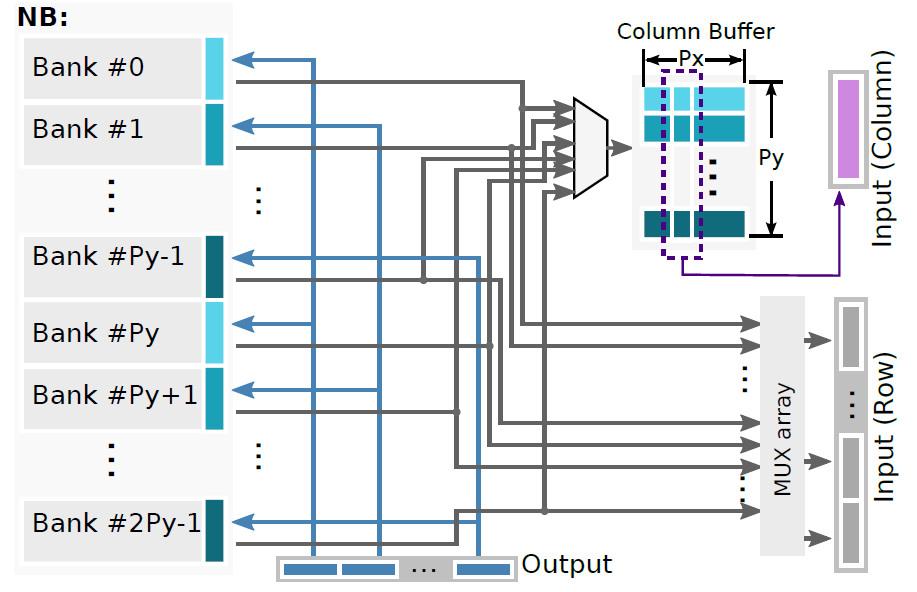 NB:
Bank #0
Bank #1
...
...
Bank #Py-1
Bank #Py
Bank #Py+1
...
...
Bank #2Py-1
Output
...
Column Buffer
Px
Py
...
Input (Column)
MUX array
...
...
Input (Row)
...